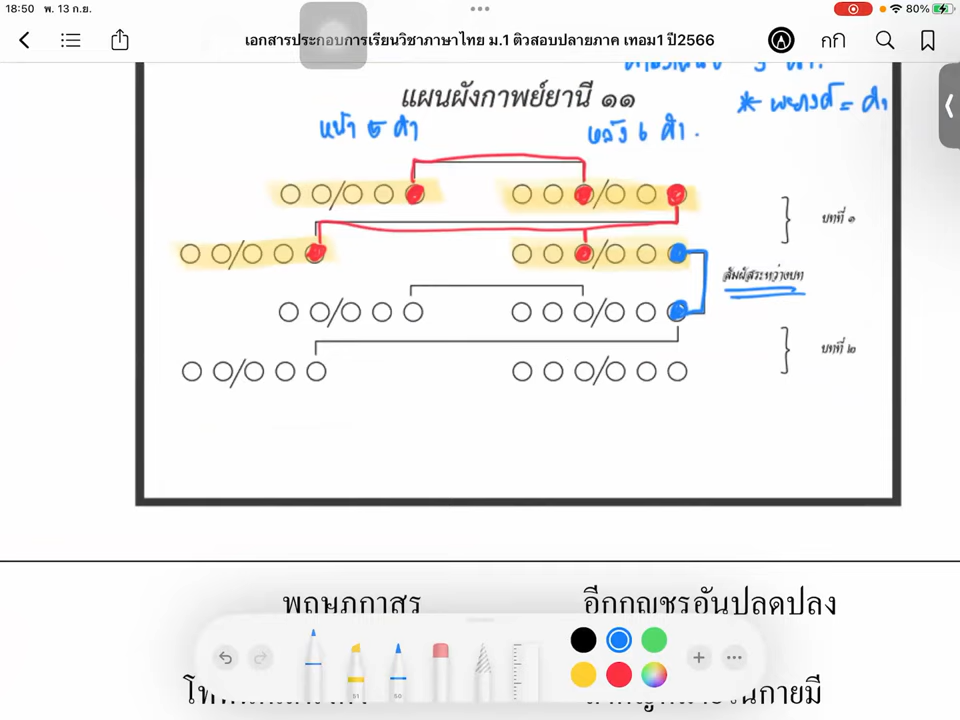 18:50 พ. 13 ก.ย.
80%
เอกสารประกอบการเรียนวิชาภาษาไทย ม.1 ติวสอบปลายภาค เทอม1 ปี2566
แผนผังกาพย์ยานี ๑๑
* พยางค์ = คำ
หน้า ๕ คำ
หลัง ๖ คำ.
บทที่ ๑
สัมผัสระหว่างบท
บทที่ ๒
พฤษภกาสร
อีกกุญชรอันปลดปลง